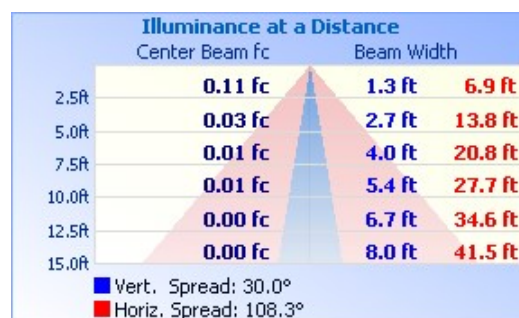 Illuminance at a Distance
Center Beam fc Beam Width
2.5ft 0.11 fc 1.3 ft 6.9 ft
5.0ft 0.03 fc 2.7 ft 13.8 ft
7.5ft 0.01 fc 4.0 ft 20.8 ft
10.0ft 0.01 fc 5.4 ft 27.7 ft
12.5ft 0.00 fc 6.7 ft 34.6 ft
15.0ft 0.00 fc 8.0 ft 41.5 ft
Vert. Spread: 30.0°
Horiz. Spread: 108.3°